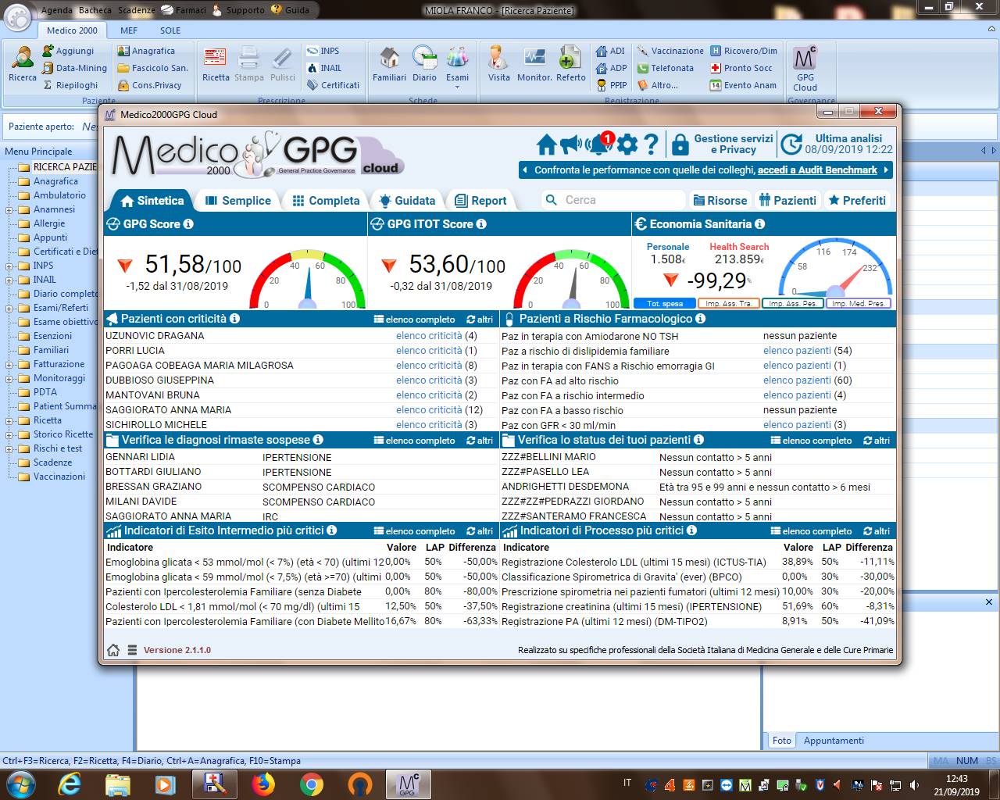 Agenda Bacheca Scadenze Farmaci Supporto Guida
MIOLA FRANCO - [Ricerca Paziente]
Medico 2000 MEF SOLE
Ricerca
Aggiungi
Data-Mining
Riepiloghi
Anagrafica
Fascicolo San.
Cons.Privacy
Paziente
Ricetta Stampa Pulisci
INPS
INAIL
Certificati
Prescrizione
Familiari Diario Esami
Schede
Visita Monitor. Referto
ADI
ADP
PPIP
Vaccinazione
Telefonata
Altro...
Ricovero/Dim
Pronto Socc
Evento Anam
Registrazione
GPG
Cloud
Governance
Paziente aperto:
Menu Principale
RICERCA PAZIE
Anagrafica
Ambulatorio
Anamnesi
Allergie
Appunti
Certificati e Diet
INPS
INAIL
Diario completo
Esami/Referti
Esame obiettivo
Esenzioni
Familiari
Fatturazione
Monitoraggi
PDTA
Patient Summa
Ricetta
Storico Ricette
Rischi e test
Scadenze
Vaccinazioni
Medico2000GPG Cloud
Medico 2000 GPG cloud
General Practice Governance
1
Gestione servizi
e Privacy
Ultima analisi
08/09/2019 12:22
Confronta le performance con quelle dei colleghi, accedi a Audit Benchmark
Sintetica Semplice Completa Guidata Report
Cerca
Risorse Pazienti Preferiti
GPG Score
51,58/100
-1,52 dal 31/08/2019
0 20 40 60 80 100
GPG ITOT Score
53,60/100
-0,32 dal 31/08/2019
0 20 40 60 80 100
Economia Sanitaria
Personale Health Search
1.508€ 213.859€
-99,29%
0 58 116 174 232
Tot. spesa Imp. Ass. Tra. Imp. Ass. Pes. Imp. Med. Pres.
Pazienti con criticità elenco completo altri
UZUNOVIC DRAGANA elenco criticità (4)
PORRI LUCIA elenco criticità (1)
PAGOAGA COBEAGA MARIA MILAGROSA elenco criticità (8)
DUBBIOSO GIUSEPPINA elenco criticità (3)
MANTOVANI BRUNA elenco criticità (2)
SAGGIORATO ANNA MARIA elenco criticità (12)
SICHIROLLO MICHELE elenco criticità (3)
Pazienti a Rischio Farmacologico
Paz in terapia con Amiodarone NO TSH nessun paziente
Paz a rischio di dislipidemia familiare elenco pazienti (54)
Paz in terapia con FANS a Rischio emorragia GI elenco pazienti (1)
Paz con FA ad alto rischio elenco pazienti (60)
Paz con FA a rischio intermedio elenco pazienti (4)
Paz con FA a basso rischio nessun paziente
Paz con GFR < 30 ml/min elenco pazienti (3)
Verifica le diagnosi rimaste sospese elenco completo altri
GENNARI LIDIA IPERTENSIONE
BOTTARDI GIULIANO IPERTENSIONE
BRESSAN GRAZIANO SCOMPENSO CARDIACO
MILANI DAVIDE SCOMPENSO CARDIACO
SAGGIORATO ANNA MARIA IRC
Verifica lo status dei tuoi pazienti elenco completo altri
ZZZ#BELLINI MARIO Nessun contatto > 5 anni
ZZZ#PASELLO LEA Nessun contatto > 5 anni
ANDRIGHETTI DESDEMONA Età tra 95 e 99 anni e nessun contatto > 6 mesi
ZZZ#ZZ#PEDRAZZI GIORDANO Nessun contatto > 5 anni
ZZZ#SANTERAMO FRANCESCA Nessun contatto > 5 anni
Indicatori di Esito Intermedio più critici elenco completo altri
Indicatore Valore LAP Differenza
Emoglobina glicata < 53 mmol/mol (< 7%) (età < 70) (ultimi 12 0,00% 50% -50,00%
Emoglobina glicata < 59 mmol/mol (< 7,5%) (età >=70) (ultimi 0,00% 50% -50,00%
Pazienti con Ipercolesterolemia Familiare (senza Diabete 0,00% 80% -80,00%
Colesterolo LDL < 1,81 mmol/mol (< 70 mg/dl) (ultimi 15 12,50% 50% -37,50%
Pazienti con Ipercolesterolemia Familiare (con Diabete Mellito 16,67% 80% -63,33%
Indicatori di Processo più critici elenco completo altri
Indicatore Valore LAP Differenza
Registrazione Colesterolo LDL (ultimi 15 mesi) (ICTUS-TIA) 38,89% 50% -11,11%
Classificazione Spirometrica di Gravita' (ever) (BPCO) 0,00% 30% -30,00%
Prescrizione spirometria nei pazienti fumatori (ultimi 12 mesi) 10,00% 30% -20,00%
Registrazione creatinina (ultimi 15 mesi) (IPERTENSIONE) 51,69% 60% -8,31%
Registrazione PA (ultimi 12 mesi) (DM-TIPO2) 8,91% 50% -41,09%
Versione 2.1.1.0
Realizzato su specifiche professionali della Società Italiana di Medicina Generale e delle Cure Primarie
Foto Appuntamenti
Ctrl+F3=Ricerca, F2=Ricetta, F4=Diario, Ctrl+A=Anagrafica, F10=Stampa
MA NUM BS
IT
12:43
21/09/2019